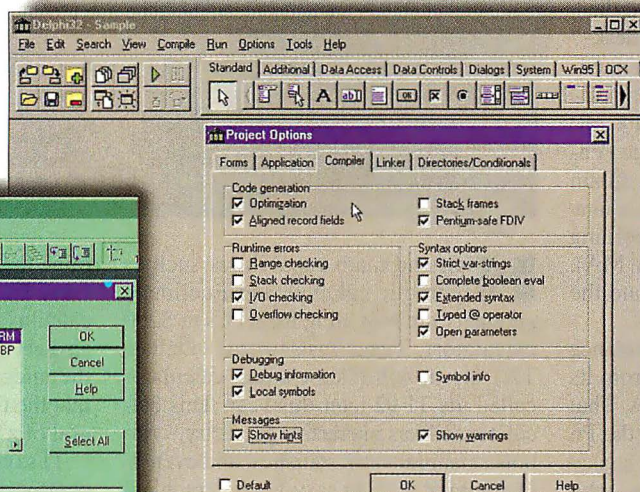 Delphi32 - Sample
File Edit Search View Compile Run Options Tools Help
Standard Additional Data Access Data Controls Dialogs System Win95 OCX
Project Options
Forms Application Compiler Linker Directories/Conditionals
Code generation
Optimization
Aligned record fields
Stack frames
Pentium-safe FDIV
Runtime errors
Range checking
Stack checking
I/O checking
Overflow checking
Syntax options
Strict var-strings
Complete boolean eval
Extended syntax
Typed @ operator
Open parameters
Debugging
Debug information
Local symbols
Symbol info
Messages
Show hints
Show warnings
Default
OK Cancel Help
RM
BP
OK
Cancel
Help
Select All